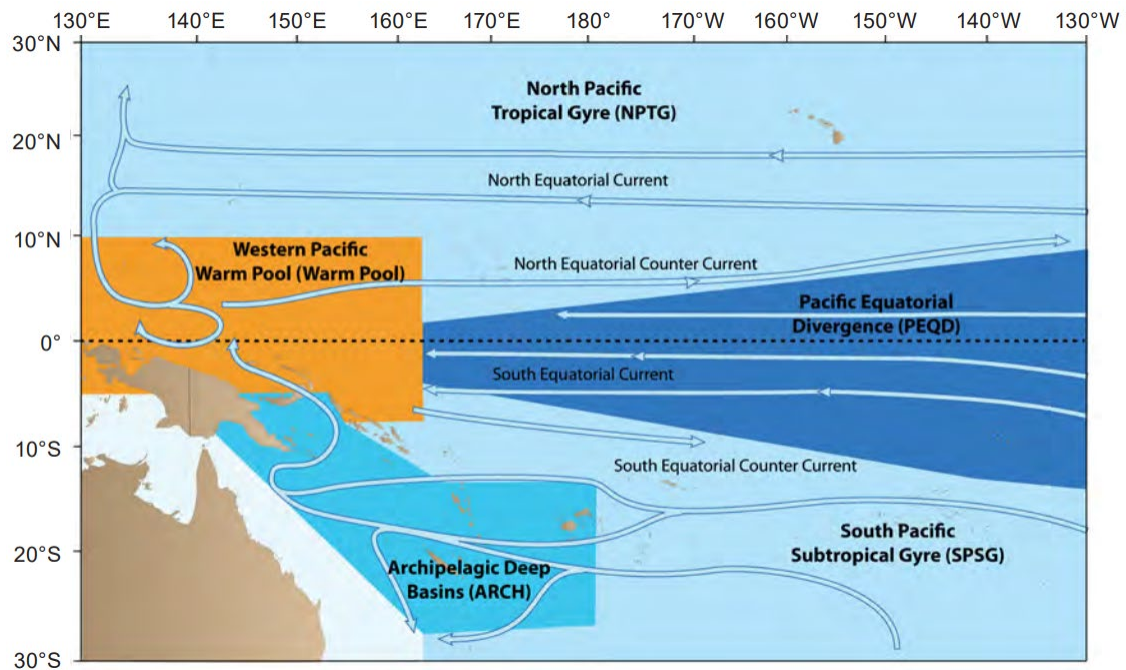 130°E 140°E 150°E 160°E 170°E 180° 170°W 160°W 150°W 140°W 130°W
30°N
North Pacific
Tropical Gyre (NPTG)
20°N
North Equatorial Current
10°N
Western Pacific
Warm Pool (Warm Pool)
North Equatorial Counter Current
Pacific Equatorial
Divergence (PEQD)
0°
South Equatorial Current
10°S
South Equatorial Counter Current
South Pacific
Subtropical Gyre (SPSG)
20°S
Archipelagic Deep
Basins (ARCH)
30°S